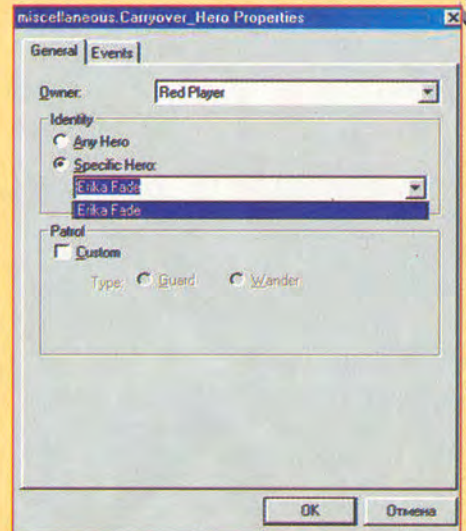 miscellaneous.Carryover_Hero Properties
General Events
Owner: Red Player
Identity
Any Hero
Specific Hero:
Erika Fade
Erika Fade
Patrol
Custom
Type: Guard Wander
OK Отмена